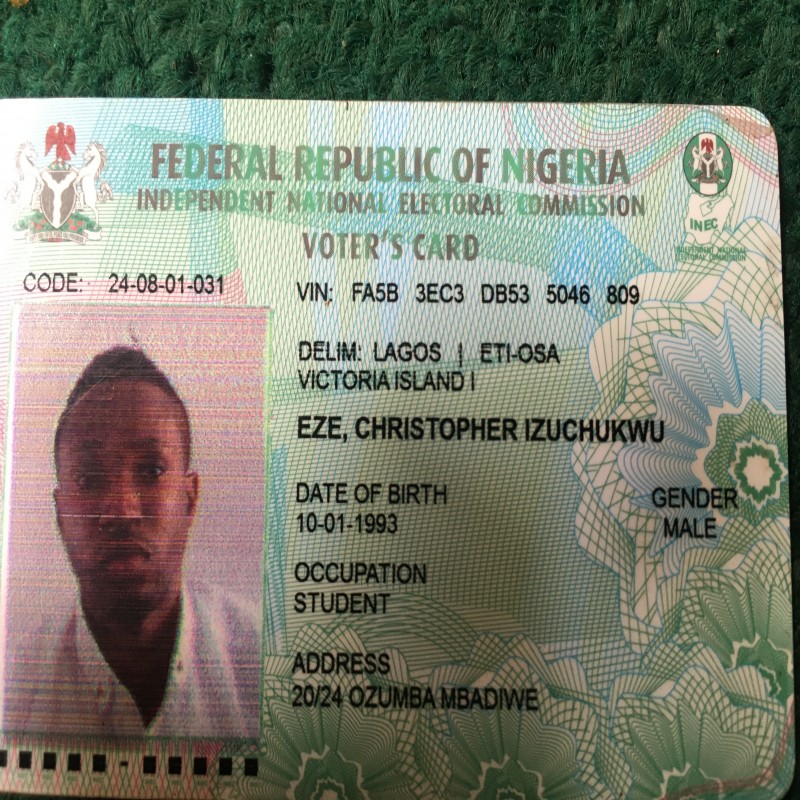 FEDERAL REPUBLIC OF NIGERIA
INDEPENDENT NATIONAL ELECTORAL COMMISSION
VOTER'S CARD
INEC
INDEPENDENT NATIONAL
ELECTORAL COMMISSION
CODE: 24-08-01-031
VIN: FA5B 3EC3 DB53 5046 809
DELIM: LAGOS | ETI-OSA
VICTORIA ISLAND I
EZE, CHRISTOPHER IZUCHUKWU
DATE OF BIRTH
10-01-1993
GENDER
MALE
OCCUPATION
STUDENT
ADDRESS
20/24 OZUMBA MBADIWE